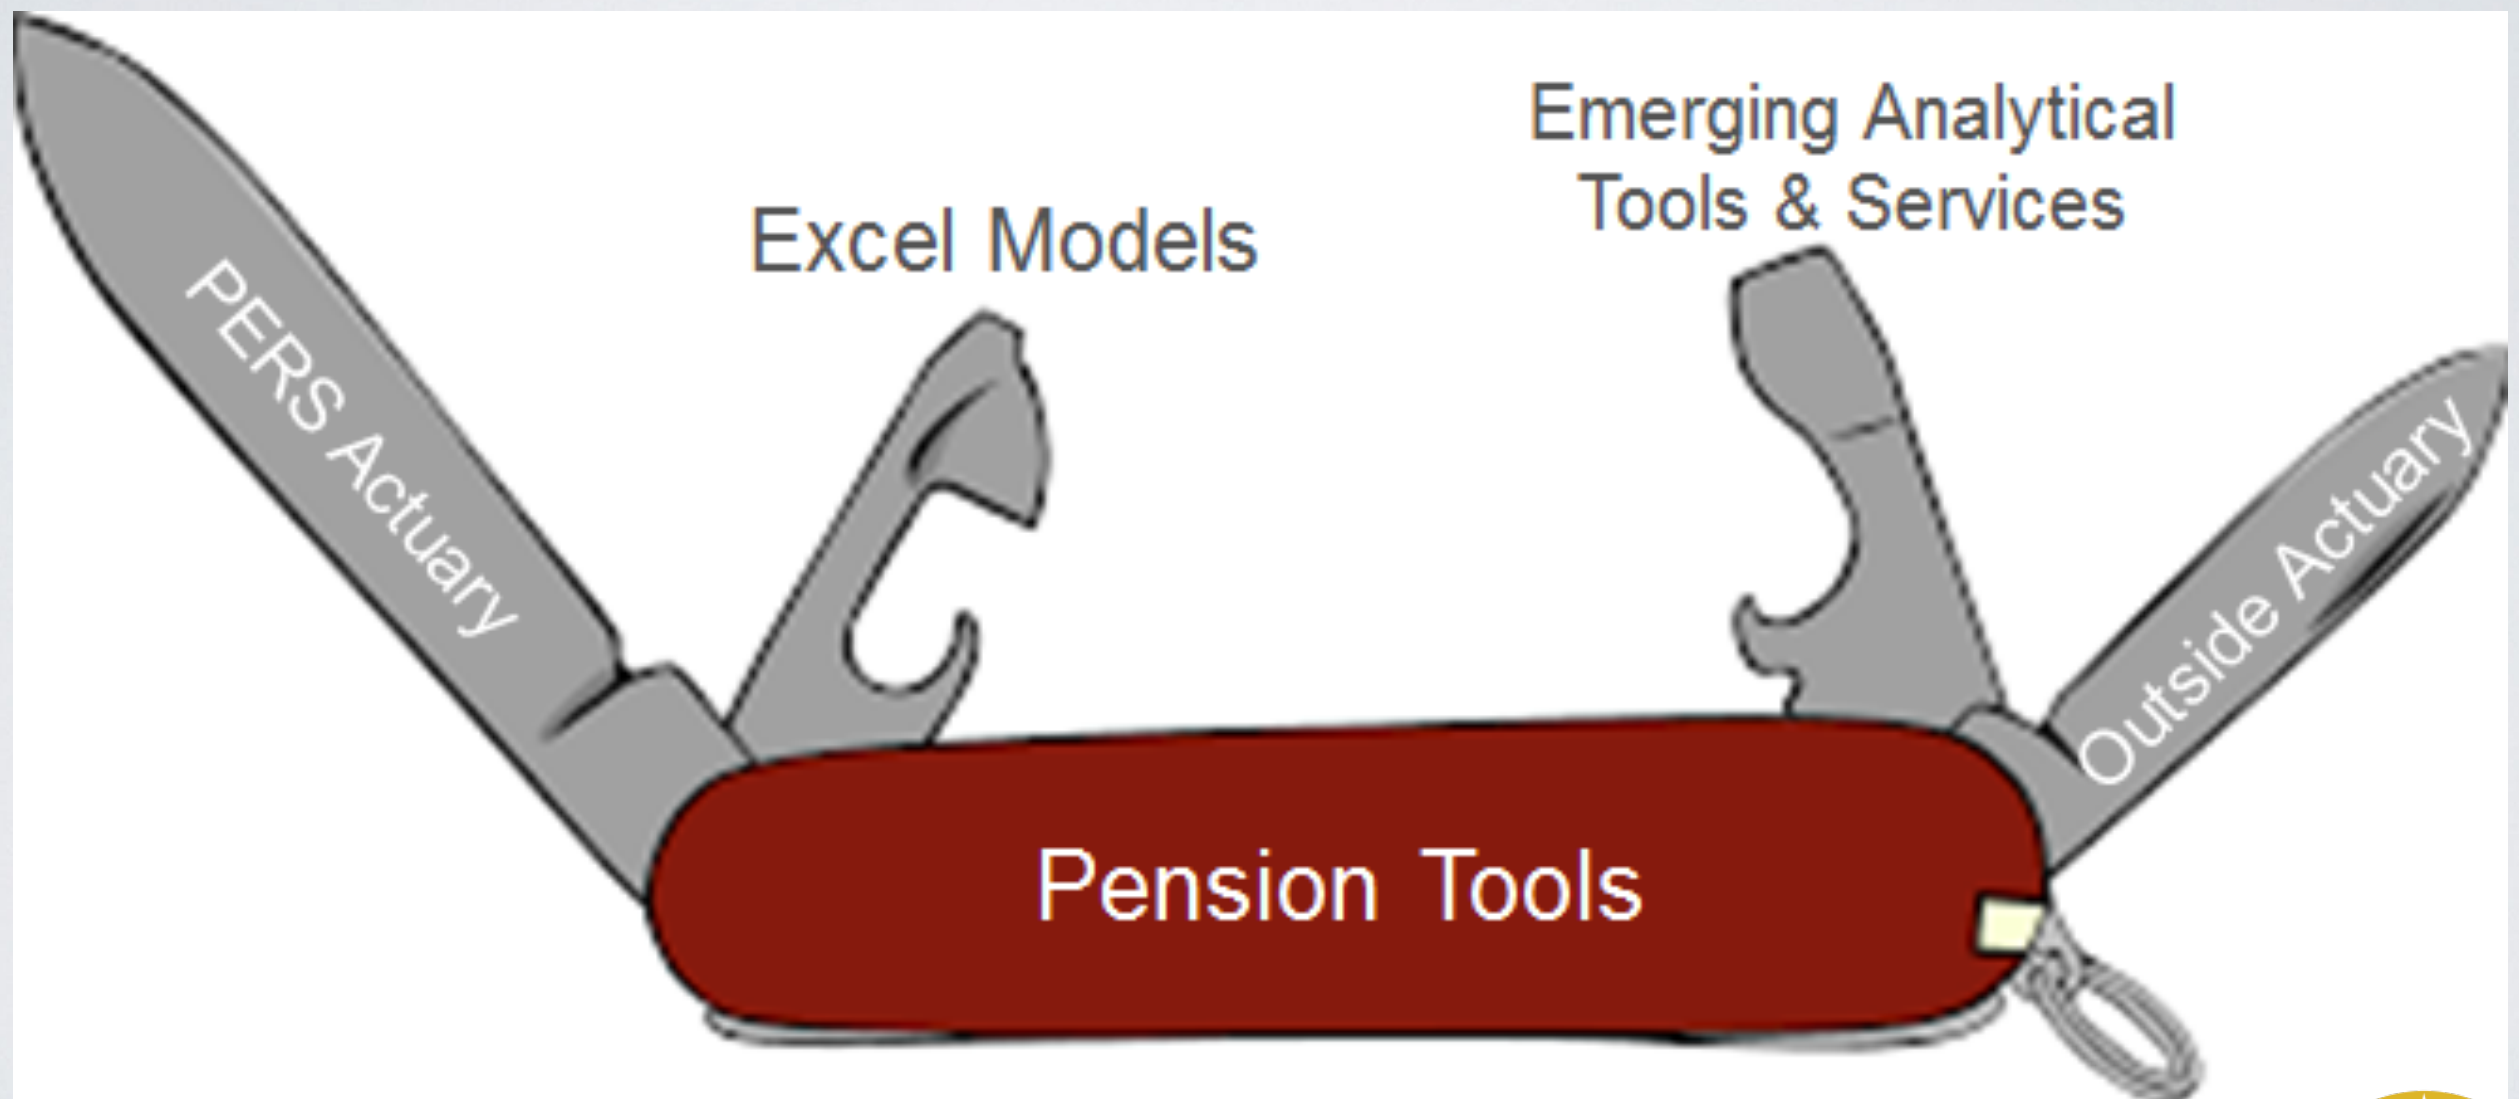 Emerging Analytical
Tools & Services
Excel Models
PERS Actuary
Outside Actuary
Pension Tools